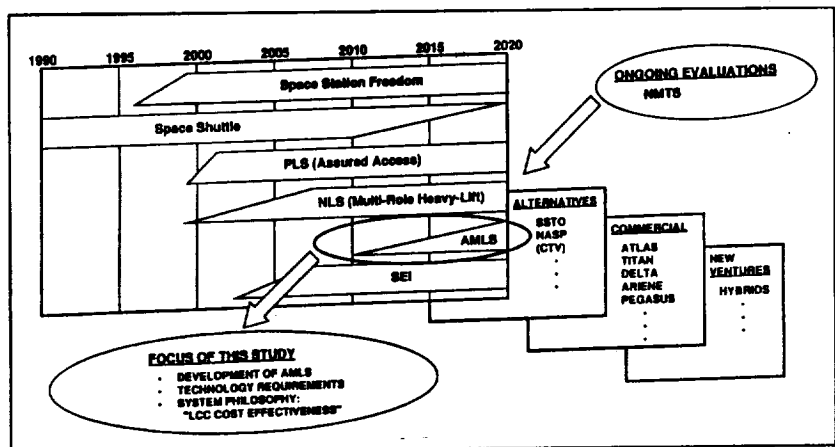 1990 1995 2000 2005 2010 2015 2020
Space Station Freedom
Space Shuttle
PLS (Assured Access)
NLS (Multi-Role Heavy-Lift)
AMLS
SEI
ONGOING EVALUATIONS
NMTS
ALTERNATIVES
SSTO
NASP
(CTV)
COMMERCIAL
ATLAS
TITAN
DELTA
ARIENE
PEGASUS
NEW
VENTURES
HYBRIDS
FOCUS OF THIS STUDY
· DEVELOPMENT OF AMLS
· TECHNOLOGY REQUIREMENTS
· SYSTEM PHILOSOPHY:
"LCC COST EFFECTIVENESS"